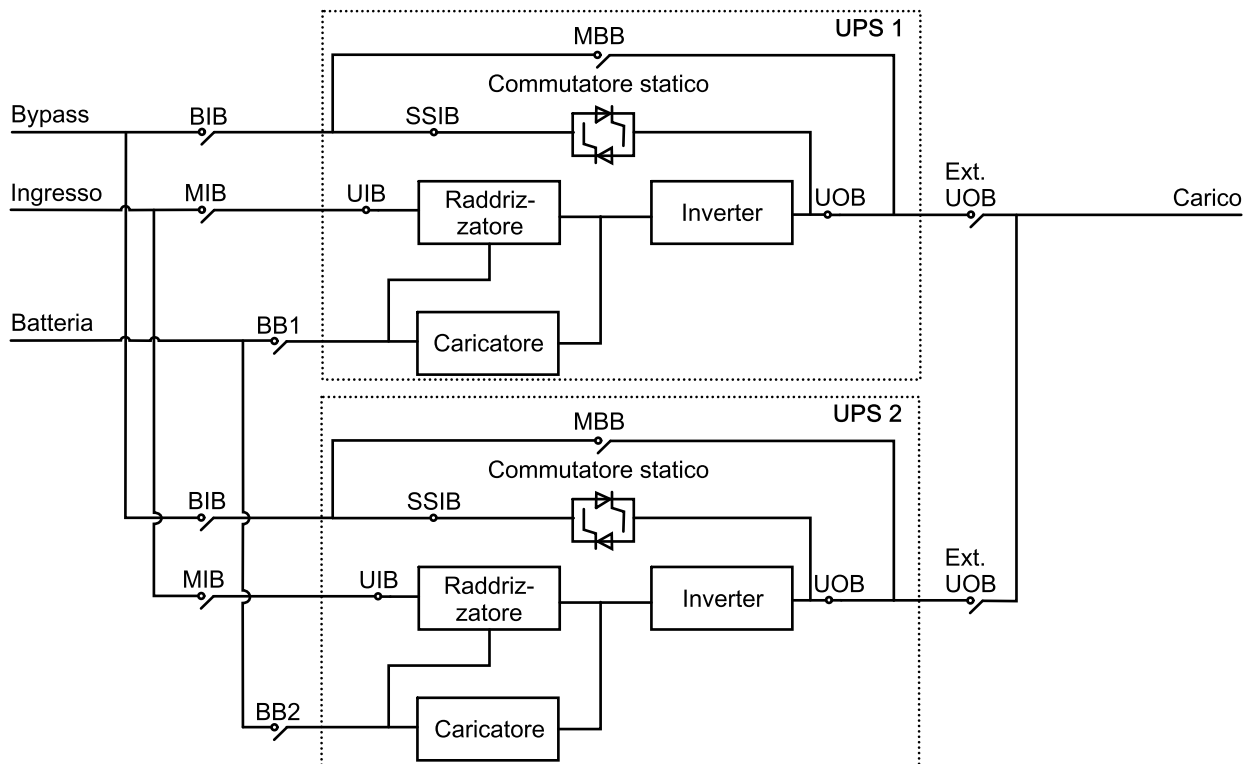 UPS 1
MBB
Commutatore statico
Bypass
BIB
SSIB
Ingresso
MIB
UIB
Raddriz-
zatore
Inverter
UOB
Ext.
UOB
Carico
Batteria
BB1
Caricatore
UPS 2
MBB
Commutatore statico
BIB
SSIB
MIB
UIB
Raddriz-
zatore
Inverter
UOB
Ext.
UOB
BB2
Caricatore